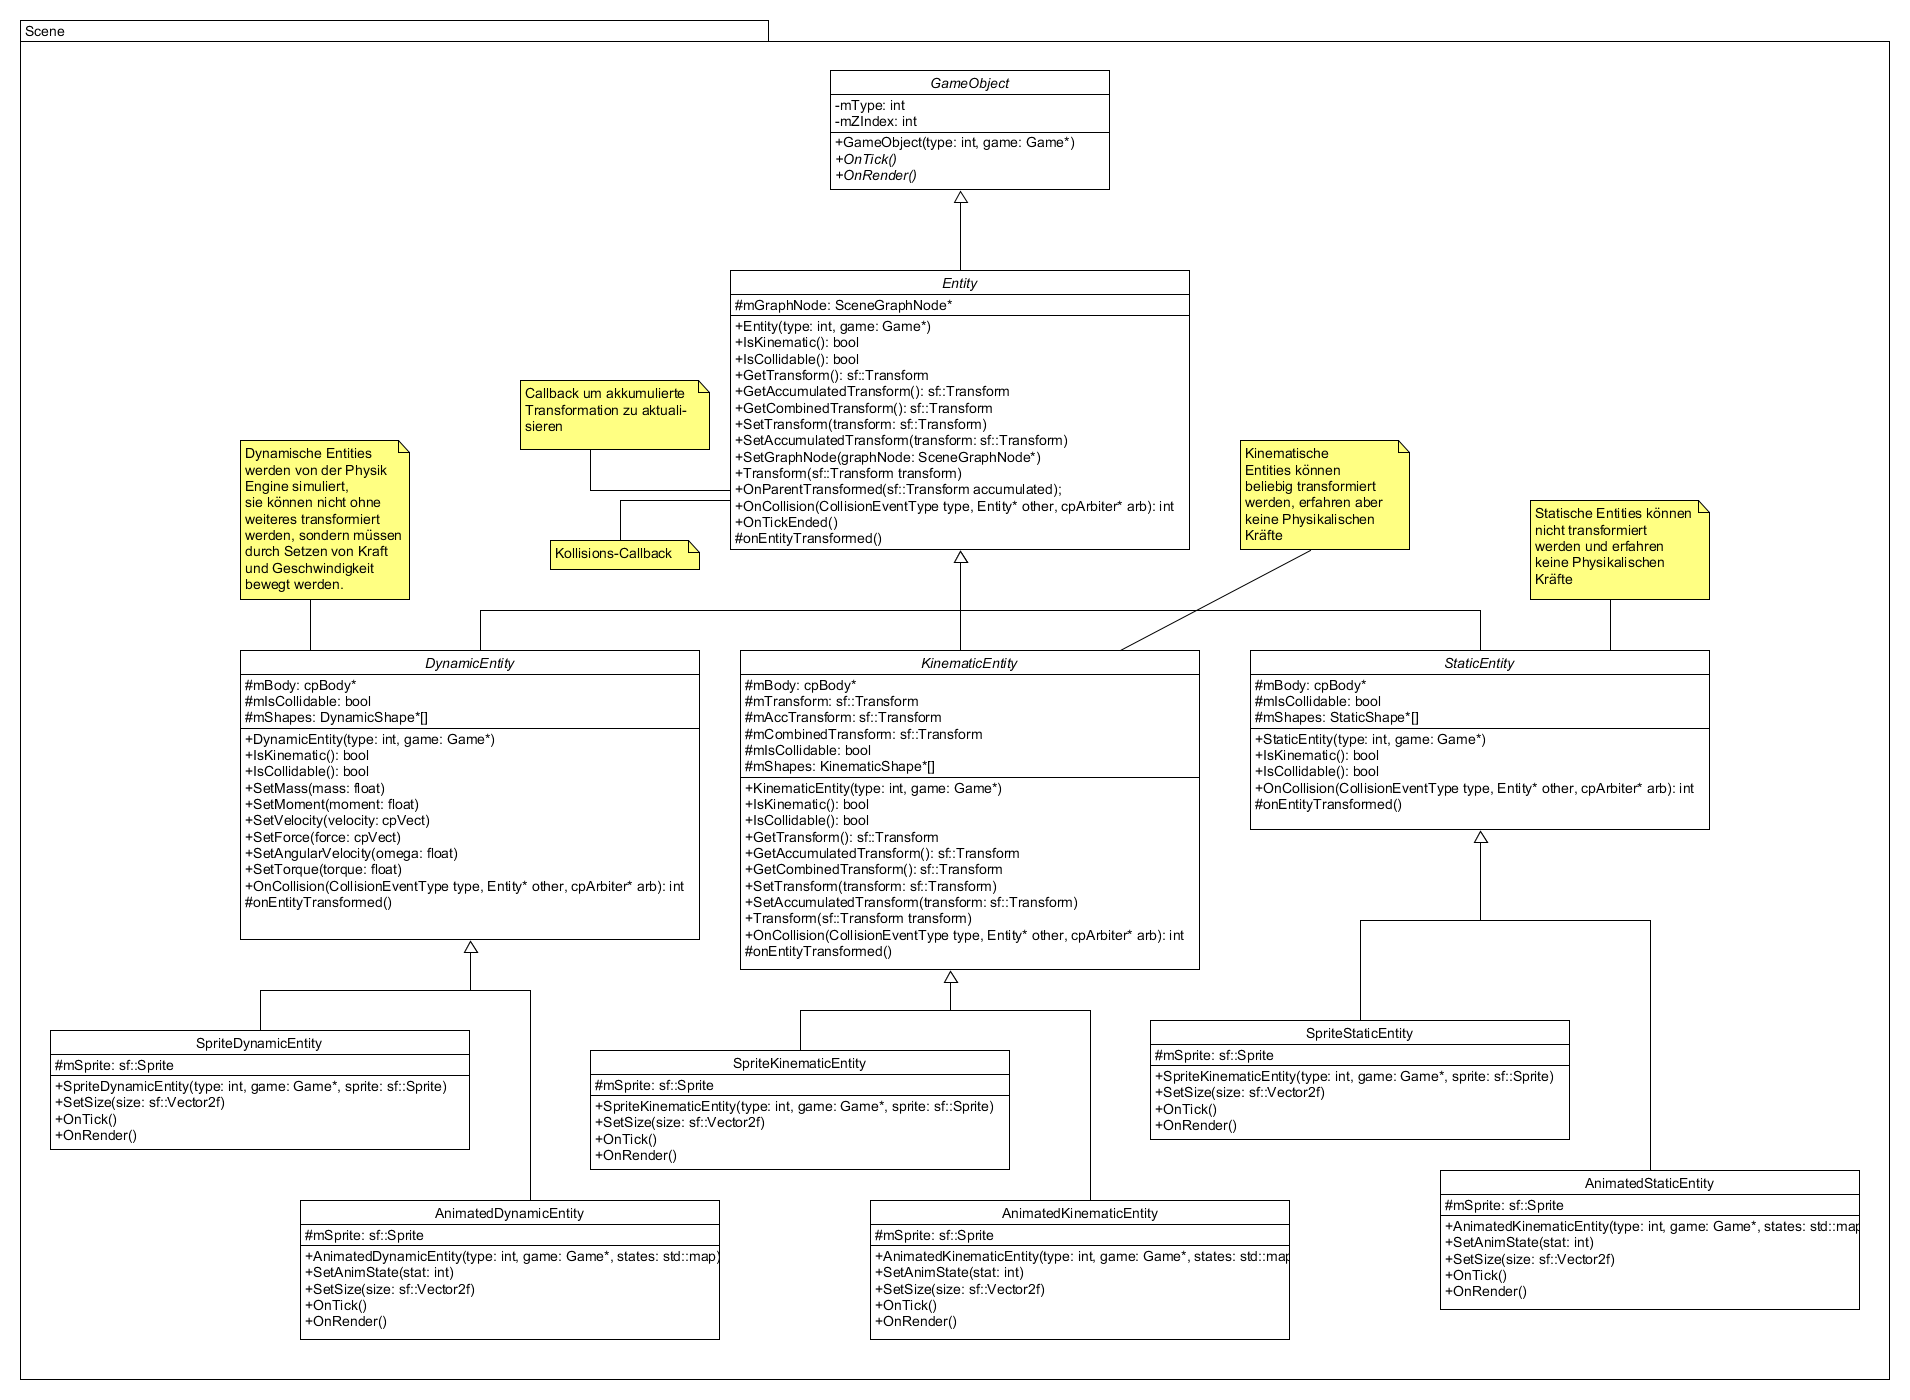 Scene
GameObject
-mType: int
-mZIndex: int
+GameObject(type: int, game: Game*)
+OnTick()
+OnRender()
Entity
#mGraphNode: SceneGraphNode*
+Entity(type: int, game: Game*)
+IsKinematic(): bool
+IsCollidable(): bool
+GetTransform(): sf::Transform
+GetAccumulatedTransform(): sf::Transform
+GetCombinedTransform(): sf::Transform
+SetTransform(transform: sf::Transform)
+SetAccumulatedTransform(transform: sf::Transform)
+SetGraphNode(graphNode: SceneGraphNode*)
+Transform(sf::Transform transform)
+OnParentTransformed(sf::Transform accumulated);
+OnCollision(CollisionEventType type, Entity* other, cpArbiter* arb): int
+OnTickEnded()
#onEntityTransformed()
Callback um akkumulierte
Transformation zu aktuali-
sieren
Kollisions-Callback
Dynamische Entities
werden von der Physik
Engine simuliert,
sie können nicht ohne
weiteres transformiert
werden, sondern müssen
durch Setzen von Kraft
und Geschwindigkeit
bewegt werden.
Kinematische
Entities können
beliebig transformiert
werden, erfahren aber
keine Physikalischen
Kräfte
Statische Entities können
nicht transformiert
werden und erfahren
keine Physikalischen
Kräfte
DynamicEntity
#mBody: cpBody*
#mIsCollidable: bool
#mShapes: DynamicShape*[]
+DynamicEntity(type: int, game: Game*)
+IsKinematic(): bool
+IsCollidable(): bool
+SetMass(mass: float)
+SetMoment(moment: float)
+SetVelocity(velocity: cpVect)
+SetForce(force: cpVect)
+SetAngularVelocity(omega: float)
+SetTorque(torque: float)
+OnCollision(CollisionEventType type, Entity* other, cpArbiter* arb): int
#onEntityTransformed()
KinematicEntity
#mBody: cpBody*
#mTransform: sf::Transform
#mAccTransform: sf::Transform
#mCombinedTransform: sf::Transform
#mIsCollidable: bool
#mShapes: KinematicShape*[]
+KinematicEntity(type: int, game: Game*)
+IsKinematic(): bool
+IsCollidable(): bool
+GetTransform(): sf::Transform
+GetAccumulatedTransform(): sf::Transform
+GetCombinedTransform(): sf::Transform
+SetTransform(transform: sf::Transform)
+SetAccumulatedTransform(transform: sf::Transform)
+Transform(sf::Transform transform)
+OnCollision(CollisionEventType type, Entity* other, cpArbiter* arb): int
#onEntityTransformed()
StaticEntity
#mBody: cpBody*
#mIsCollidable: bool
#mShapes: StaticShape*[]
+StaticEntity(type: int, game: Game*)
+IsKinematic(): bool
+IsCollidable(): bool
+OnCollision(CollisionEventType type, Entity* other, cpArbiter* arb): int
#onEntityTransformed()
SpriteDynamicEntity
#mSprite: sf::Sprite
+SpriteDynamicEntity(type: int, game: Game*, sprite: sf::Sprite)
+SetSize(size: sf::Vector2f)
+OnTick()
+OnRender()
SpriteKinematicEntity
#mSprite: sf::Sprite
+SpriteKinematicEntity(type: int, game: Game*, sprite: sf::Sprite)
+SetSize(size: sf::Vector2f)
+OnTick()
+OnRender()
SpriteStaticEntity
#mSprite: sf::Sprite
+SpriteKinematicEntity(type: int, game: Game*, sprite: sf::Sprite)
+SetSize(size: sf::Vector2f)
+OnTick()
+OnRender()
AnimatedDynamicEntity
#mSprite: sf::Sprite
+AnimatedDynamicEntity(type: int, game: Game*, states: std::map)
+SetAnimState(stat: int)
+SetSize(size: sf::Vector2f)
+OnTick()
+OnRender()
AnimatedKinematicEntity
#mSprite: sf::Sprite
+AnimatedKinematicEntity(type: int, game: Game*, states: std::map
+SetAnimState(stat: int)
+SetSize(size: sf::Vector2f)
+OnTick()
+OnRender()
AnimatedStaticEntity
#mSprite: sf::Sprite
+AnimatedKinematicEntity(type: int, game: Game*, states: std::map
+SetAnimState(stat: int)
+SetSize(size: sf::Vector2f)
+OnTick()
+OnRender()